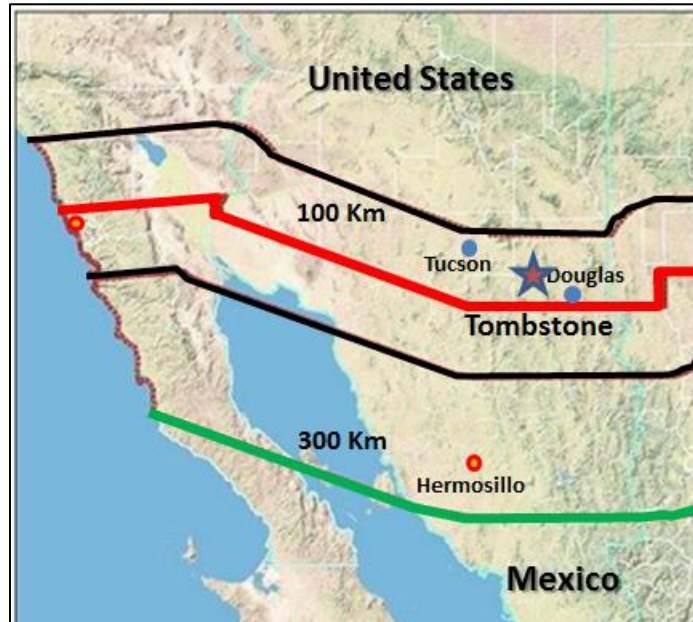 United States
100 Km
Tucson
Douglas
Tombstone
300 Km
Hermosillo
Mexico